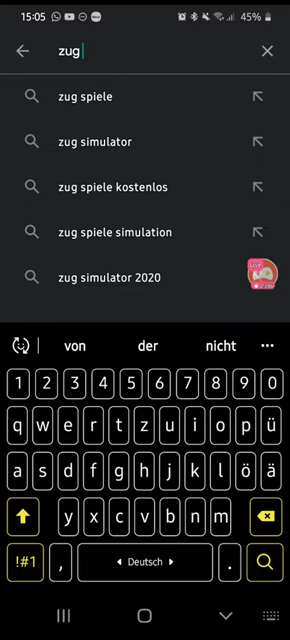 15:05 45%
zug
zug spiele
zug simulator
zug spiele kostenlos
zug spiele simulation
zug simulator 2020
Live
von der nicht
1 2 3 4 5 6 7 8 9 0
q w e r t z u i o p ü
a s d f g h j k l ö ä
y x c v b n m
!#1 , Deutsch .